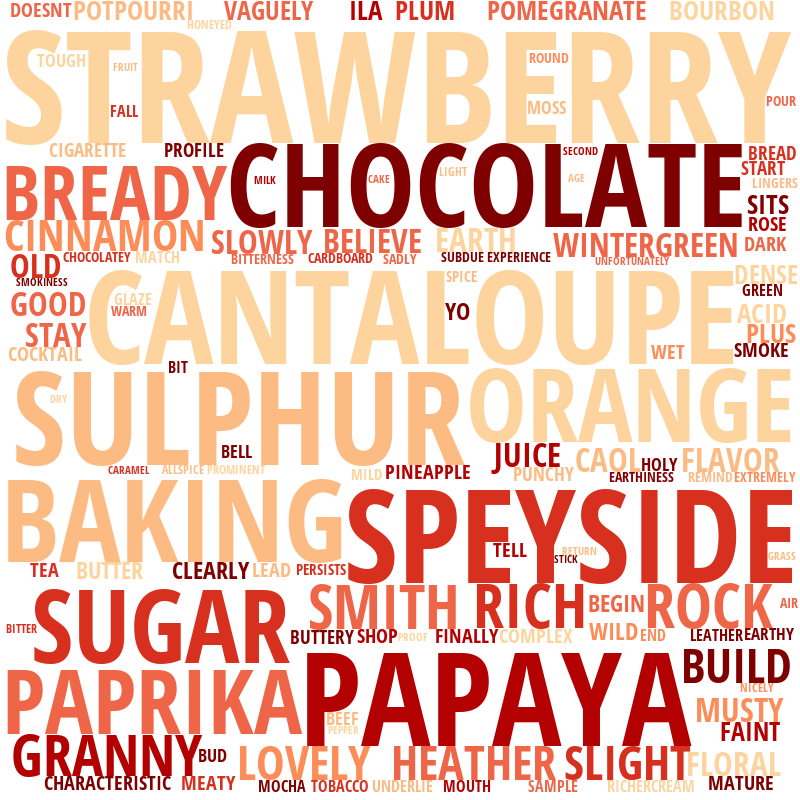 DOESNT POTPOURRI VAGUELY ILA PLUM POMEGRANATE BOURBON
HONEYED
STRAWBERRY
TOUGH
FRUIT
ROUND
FALL
MOSS
POUR
CIGARETTE PROFILE
CHOCOLATE
SECOND
BREAD
BREADY
MILK
CAKE
LIGHT
AGE
START
LINGERS
SITS
CINNAMON
ROSE
SLOWLY BELIEVE EARTH WINTERGREEN DARK
OLD CHOCOLATEY MATCH
BITTERNESS CARDBOARD SADLY
SUBDUE EXPERIENCE
UNFORTUNATELY
SMOKINESS
CANTALOUPE
SPICE
DENSE
GREEN
GOOD GLAZE
WARM
YO
ACID
STAY
PLUS
COCKTAIL
WET
SMOKE
BIT
SULPHUR
ORANGE
DRY
BELL
JUICE
CAOL HOLY FLAVOR
CARAMEL ALLSPICE PROMINENT
MILD PINEAPPLE
PUNCHY
EARTHINESS REMIND EXTREMELY
BAKING
SPEYSIDE
TELL
STICK
RETURN
GRASS
TEA BUTTER CLEARLY LEAD PERSISTS
SUGAR
SMITH RICH BEGIN ROCK AIR
BITTER
BUTTERY SHOP PROOF FINALLY COMPLEX WILD END LEATHER EARTHY
PAPRIKA
PAPAYA
BUILD
NICELY
BEEF
PEPPER
MUSTY
FAINT
GRANNY BUD LOVELY HEATHER SLIGHT FLORAL
CHARACTERISTIC MEATY MOCHA TOBACCO UNDERLIE MOUTH SAMPLE RICHER CREAM MATURE